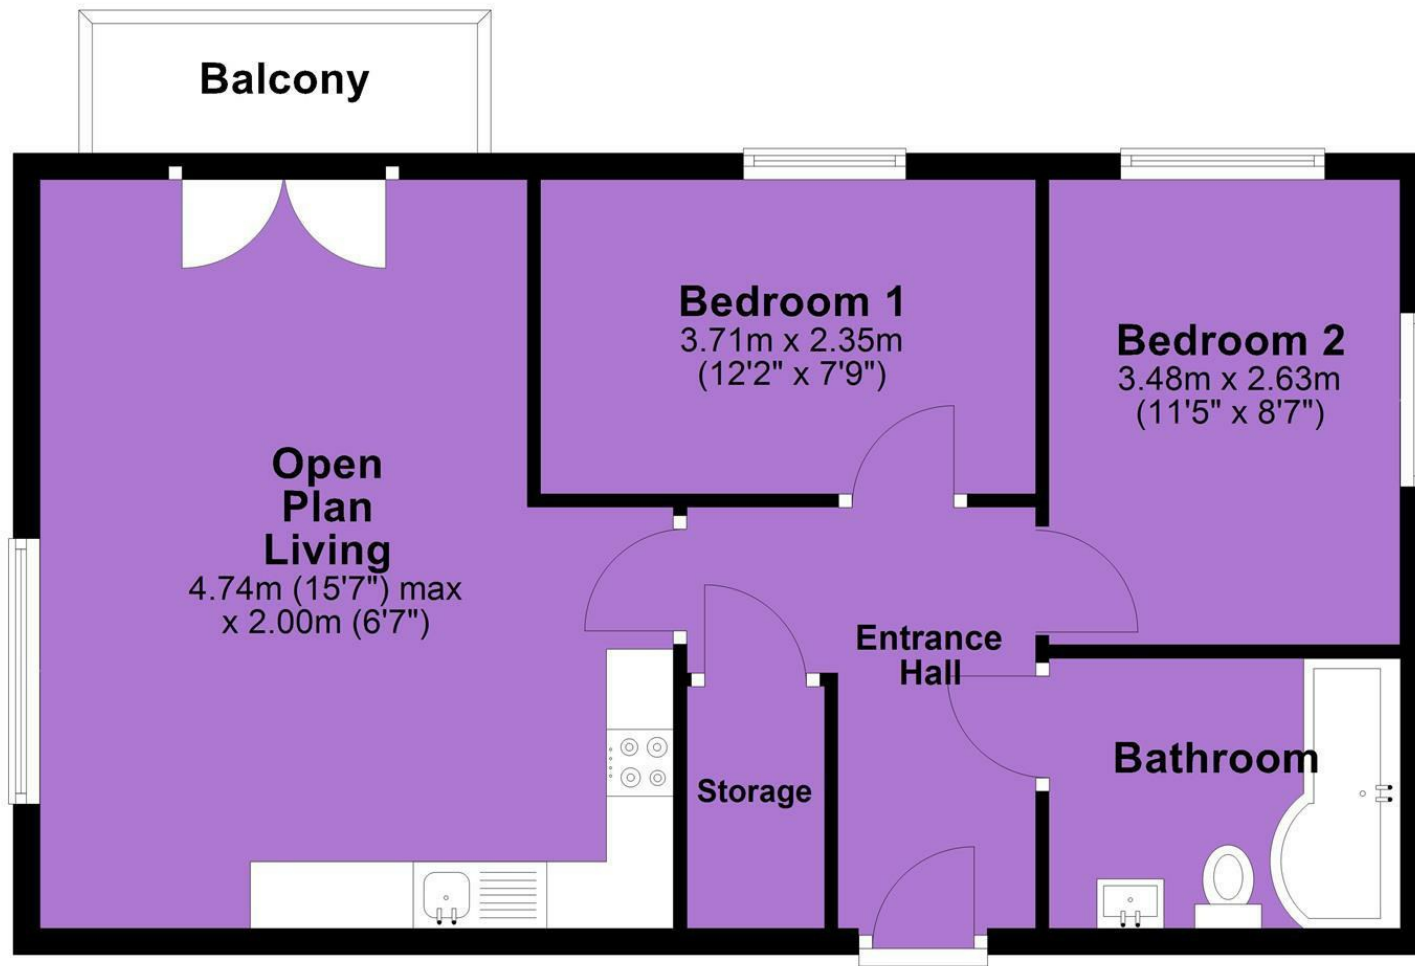 Balcony
Bedroom 1
3.71m x 2.35m
(12'2" x 7'9")
Bedroom 2
3.48m x 2.63m
(11'5" x 8'7")
Open
Plan
Living
4.74m (15'7") max
x 2.00m (6'7")
Entrance
Hall
Storage
Bathroom